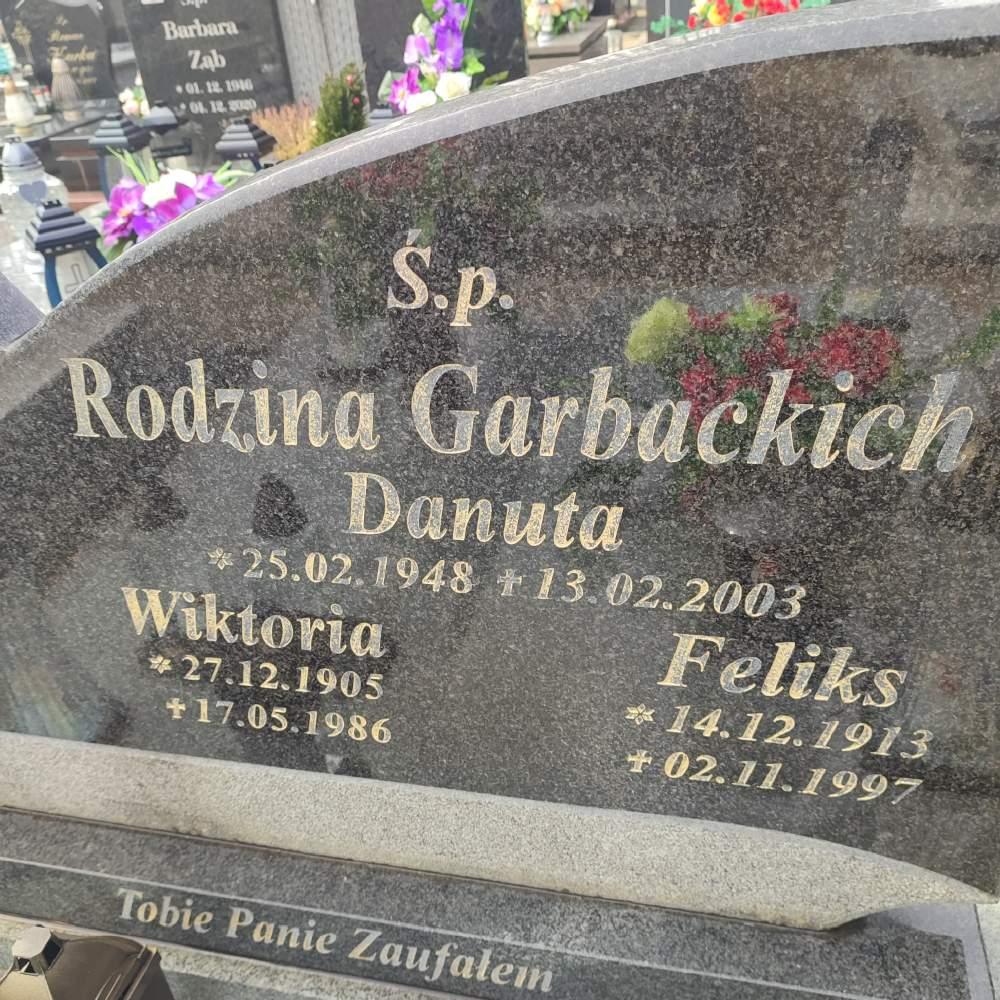 Barbara
Ząb
* 01. 12. 1946
+ 01. 12. 2020
Ś.p.
Rodzina Garbackich
Danuta
* 25.02.1948 + 13.02.2003
Wiktoria
* 27.12.1905
+ 17.05.1986
Feliks
* 14.12.1913
+ 02.11.1997
Tobie Panie Zaufałem